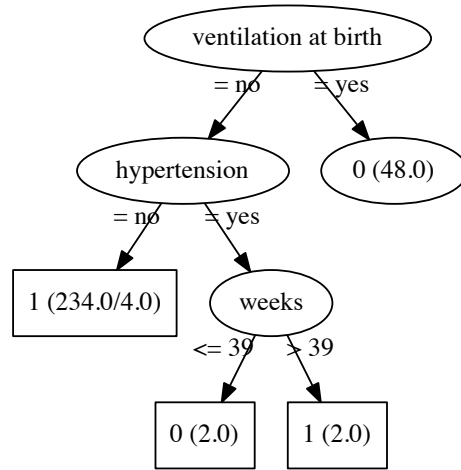 ventilation at birth
= no
= yes
hypertension
0 (48.0)
= no
= yes
1 (234.0/4.0)
weeks
<= 39
> 39
0 (2.0)
1 (2.0)